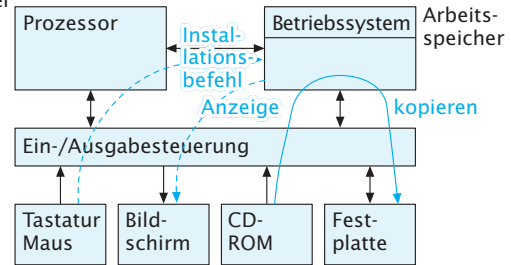 er
Prozessor
Betriebssystem
Arbeits-
speicher
Instal-
lations-
befehl
Anzeige
kopieren
Ein-/Ausgabesteuerung
Tastatur
Maus
Bild-
schirm
CD-
ROM
Fest-
platte